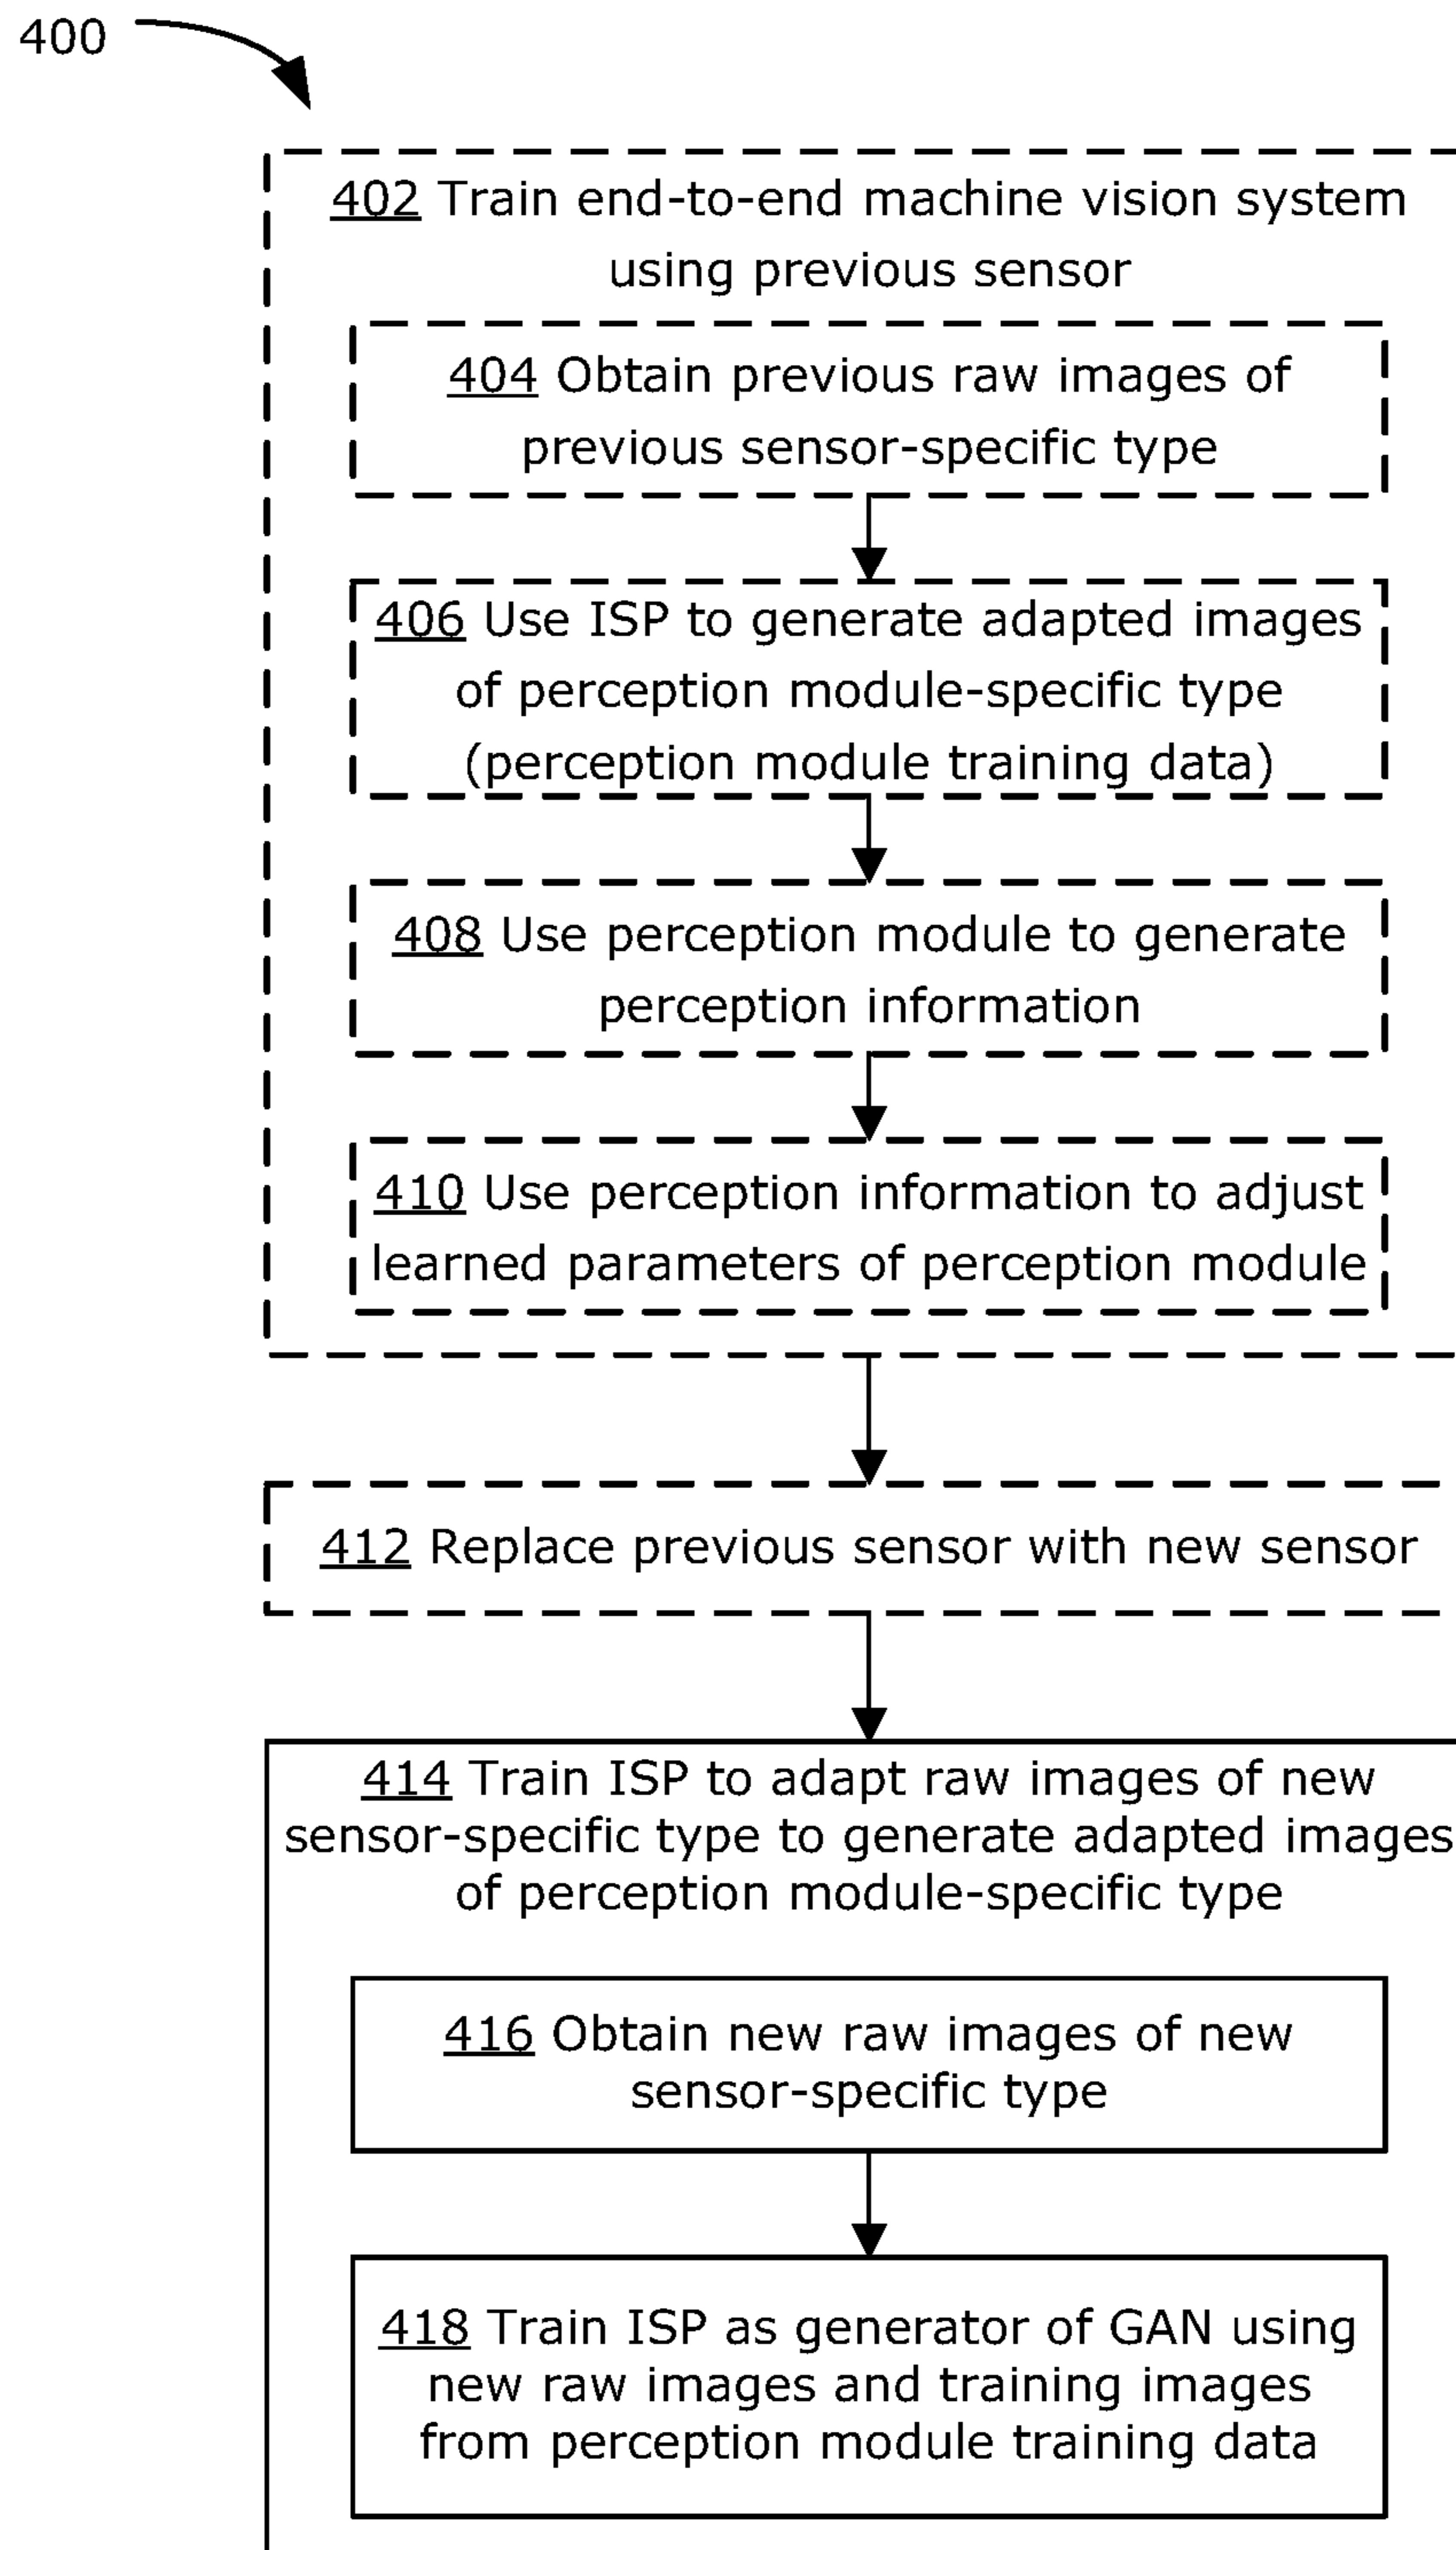 400
402 Train end-to-end machine vision system
using previous sensor
404 Obtain previous raw images of
previous sensor-specific type
406 Use ISP to generate adapted images
of perception module-specific type
(perception module training data)
408 Use perception module to generate
perception information
410 Use perception information to adjust
learned parameters of perception module
412 Replace previous sensor with new sensor
414 Train ISP to adapt raw images of new
sensor-specific type to generate adapted images
of perception module-specific type
416 Obtain new raw images of new
sensor-specific type
418 Train ISP as generator of GAN using
new raw images and training images
from perception module training data